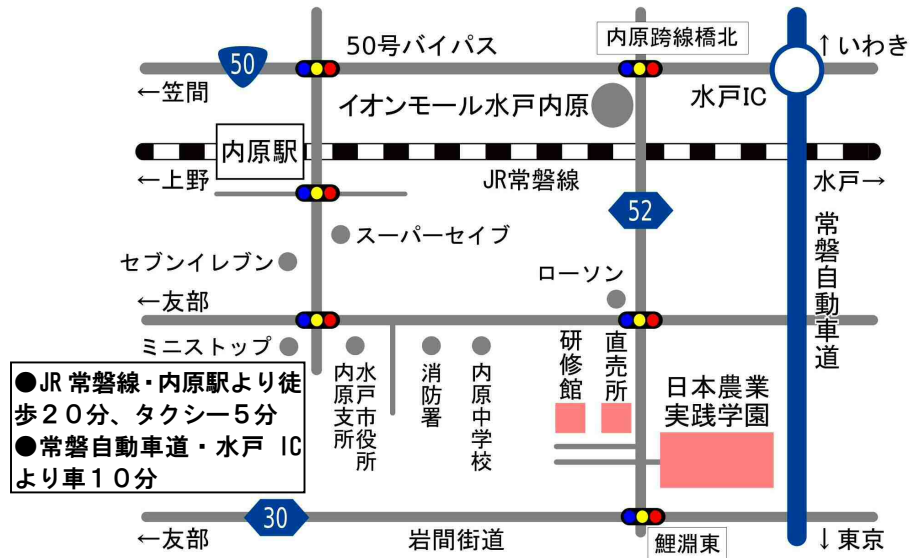 50号バイパス
内原跨線橋北
↑いわき
50
←笠間
イオンモール水戸内原
水戸IC
内原駅
←上野
JR常磐線
水戸→
52
スーパーセイブ
セブンイレブン
ローソン
常磐自動車道
←友部
ミニストップ
水戸市役所
内原支所
消防署
内原中学校
研修館
直売所
日本農業
実践学園
●JR常磐線・内原駅より徒
歩20分、タクシー5分
●常磐自動車道・水戸 IC
より車10分
30
←友部
岩間街道
鯉淵東
↓東京